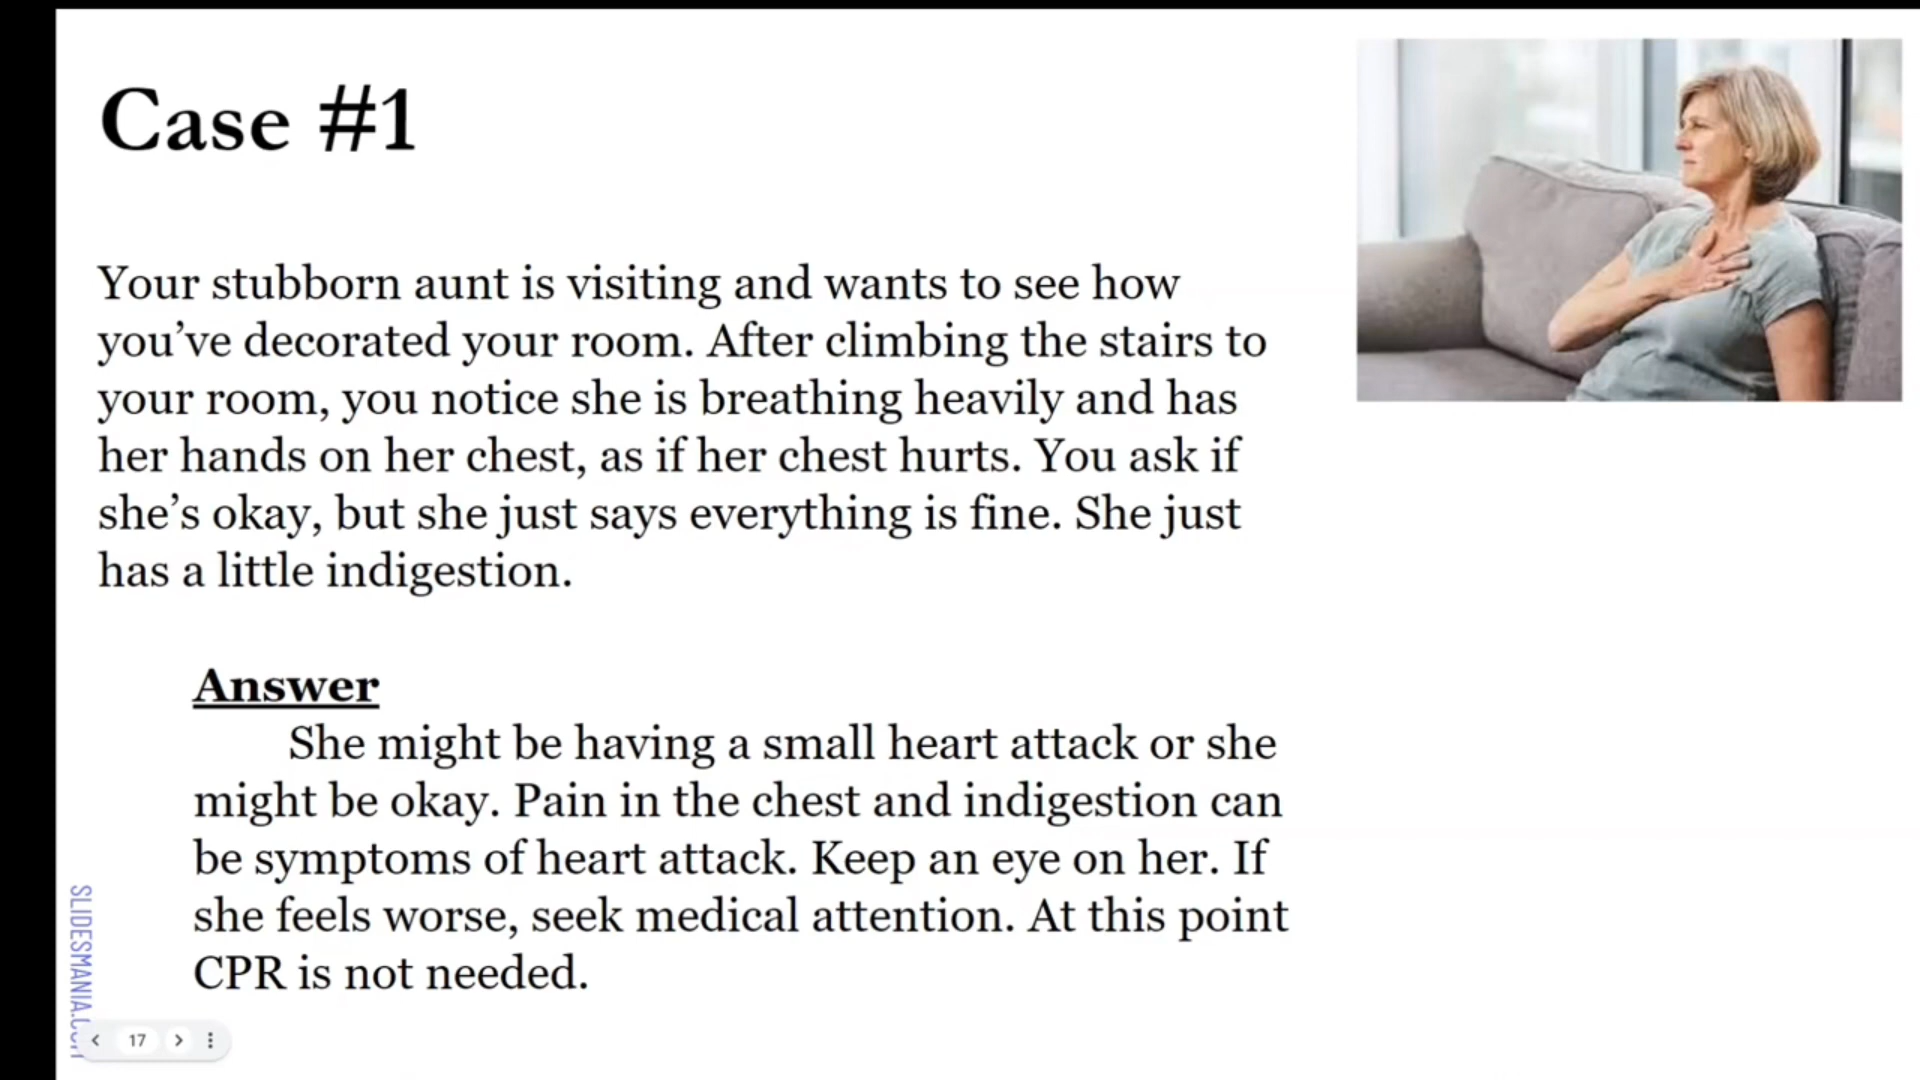 Case #1
Your stubborn aunt is visiting and wants to see how
you’ve decorated your room. After climbing the stairs to
your room, you notice she is breathing heavily and has
her hands on her chest, as if her chest hurts. You ask if
she’s okay, but she just says everything is fine. She just
has a little indigestion.
Answer
She might be having a small heart attack or she
might be okay. Pain in the chest and indigestion can
be symptoms of heart attack. Keep an eye on her. If
she feels worse, seek medical attention. At this point
CPR is not needed.
17